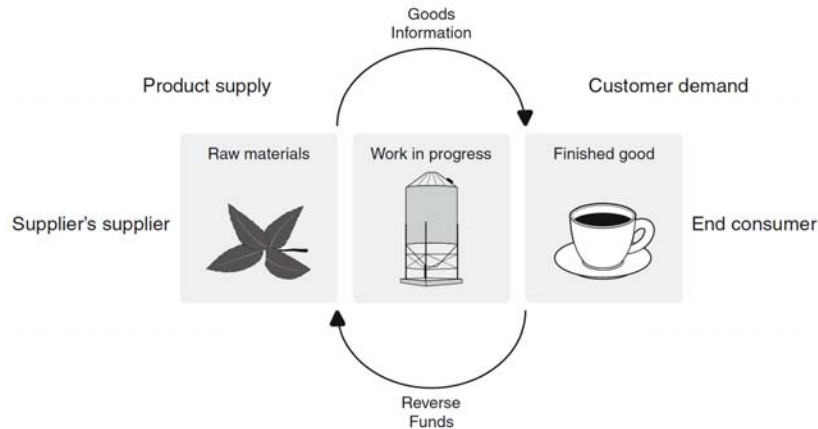 Goods
Information
Product supply
Customer demand
Raw materials
Work in progress
Finished good
Supplier's supplier
End consumer
Reverse
Funds